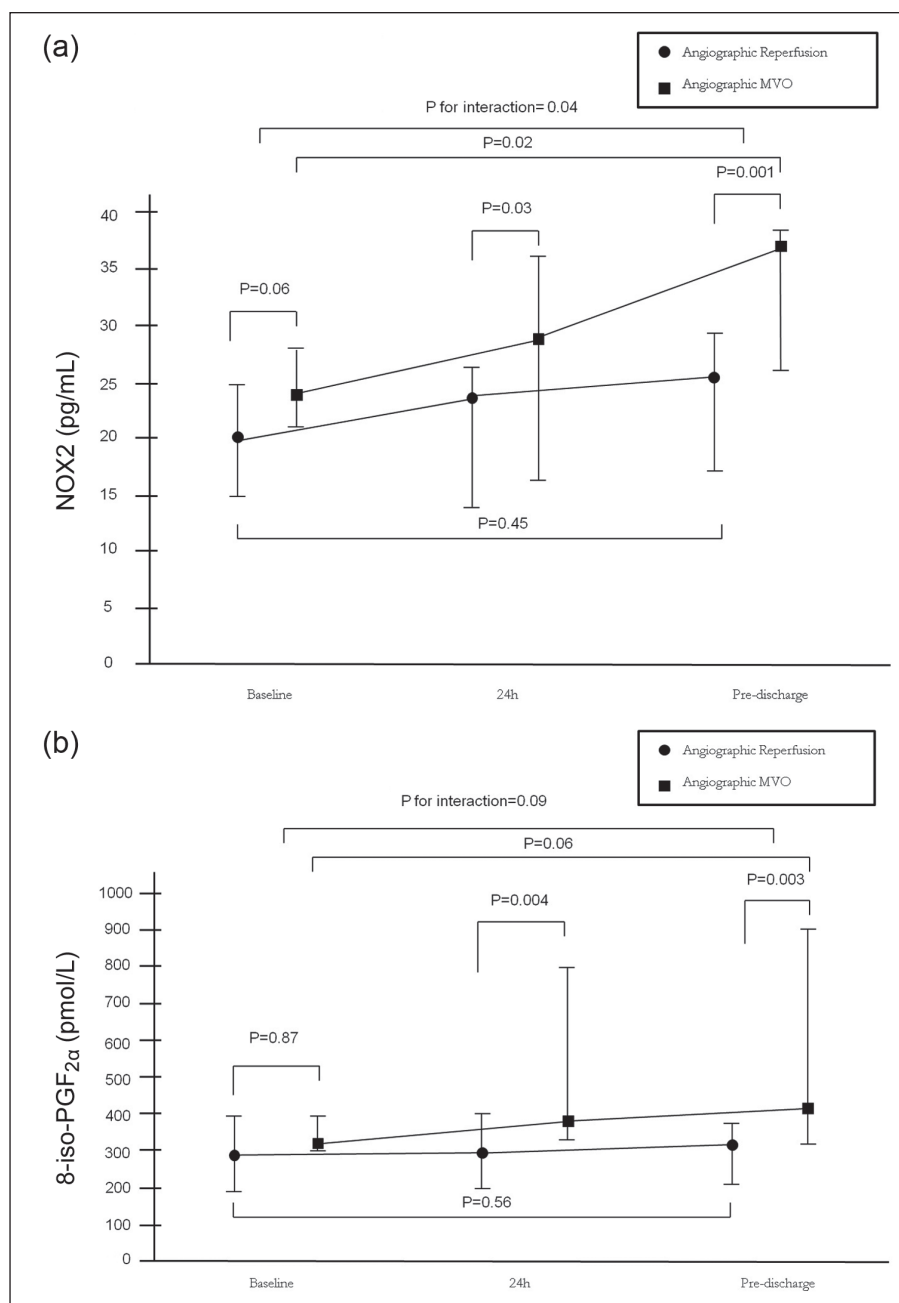 (a)
Angiographic Reperfusion
Angiographic MVO
P for interaction= 0.04
P=0.02
P=0.001
P=0.03
P=0.06
P=0.45
NOX2 (pg/mL)
40
35
30
25
20
15
10
5
0
Baseline 24h Pre-discharge
(b)
Angiographic Reperfusion
Angiographic MVO
P for interaction=0.09
P=0.06
P=0.003
P=0.004
P=0.87
P=0.56
8-iso-PGF2α (pmol/L)
1000
900
800
700
600
500
400
300
200
100
0
Baseline 24h Pre-discharge